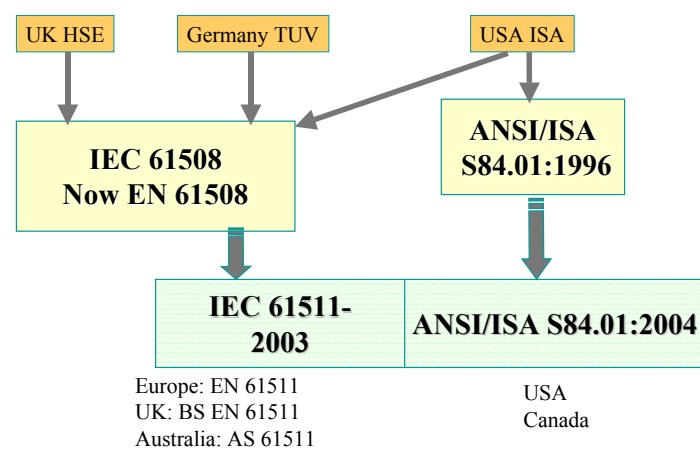 UK HSE
Germany TUV
USA ISA
IEC 61508
Now EN 61508
ANSI/ISA
S84.01:1996
IEC 61511-
2003
ANSI/ISA S84.01:2004
Europe: EN 61511
UK: BS EN 61511
Australia: AS 61511
USA
Canada